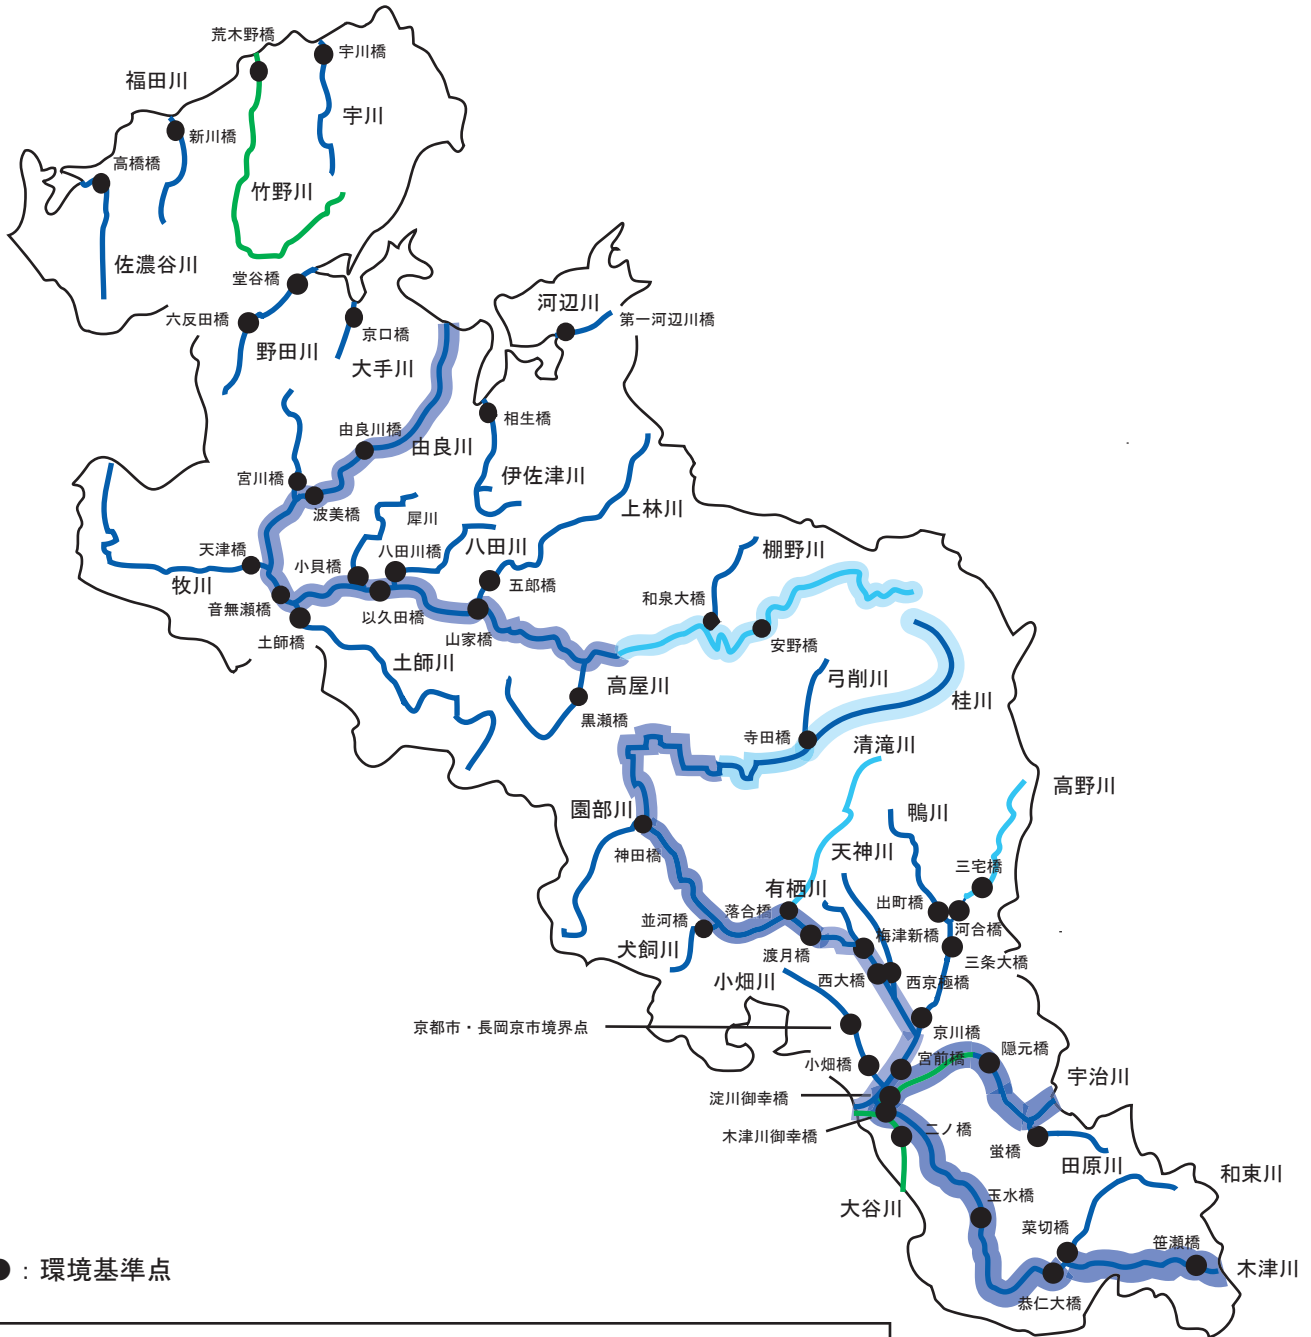 荒木野橋
宇川橋
福田川
新川橋
宇川
高橋橋
竹野川
佐濃谷川
堂谷橋
河辺川
第一河辺川橋
六反田橋
京口橋
野田川
大手川
由良川橋
相生橋
由良川
宮川橋
伊佐津川
波美橋
犀川
上林川
天津橋
八田川橋
八田川
棚野川
小貝橋
牧川
五郎橋
和泉大橋
音無瀬橋
以久田橋
土師橋
山家橋
安野橋
土師川
高屋川
弓削川
桂川
黒瀬橋
寺田橋
清滝川
高野川
園部川
鴨川
神田橋
天神川
三宅橋
有栖川
出町橋
並河橋
落合橋
河合橋
梅津新橋
犬飼川
渡月橋
三条大橋
小畑川
西大橋
西京極橋
京都市・長岡京市境界点
京川橋
隠元橋
小畑橋
宮前橋
宇治川
淀川御幸橋
木津川御幸橋
二ノ橋
蛍橋
田原川
和束川
大谷川
玉水橋
菜切橋
笹瀬橋
●：環境基準点
木津川
恭仁大橋